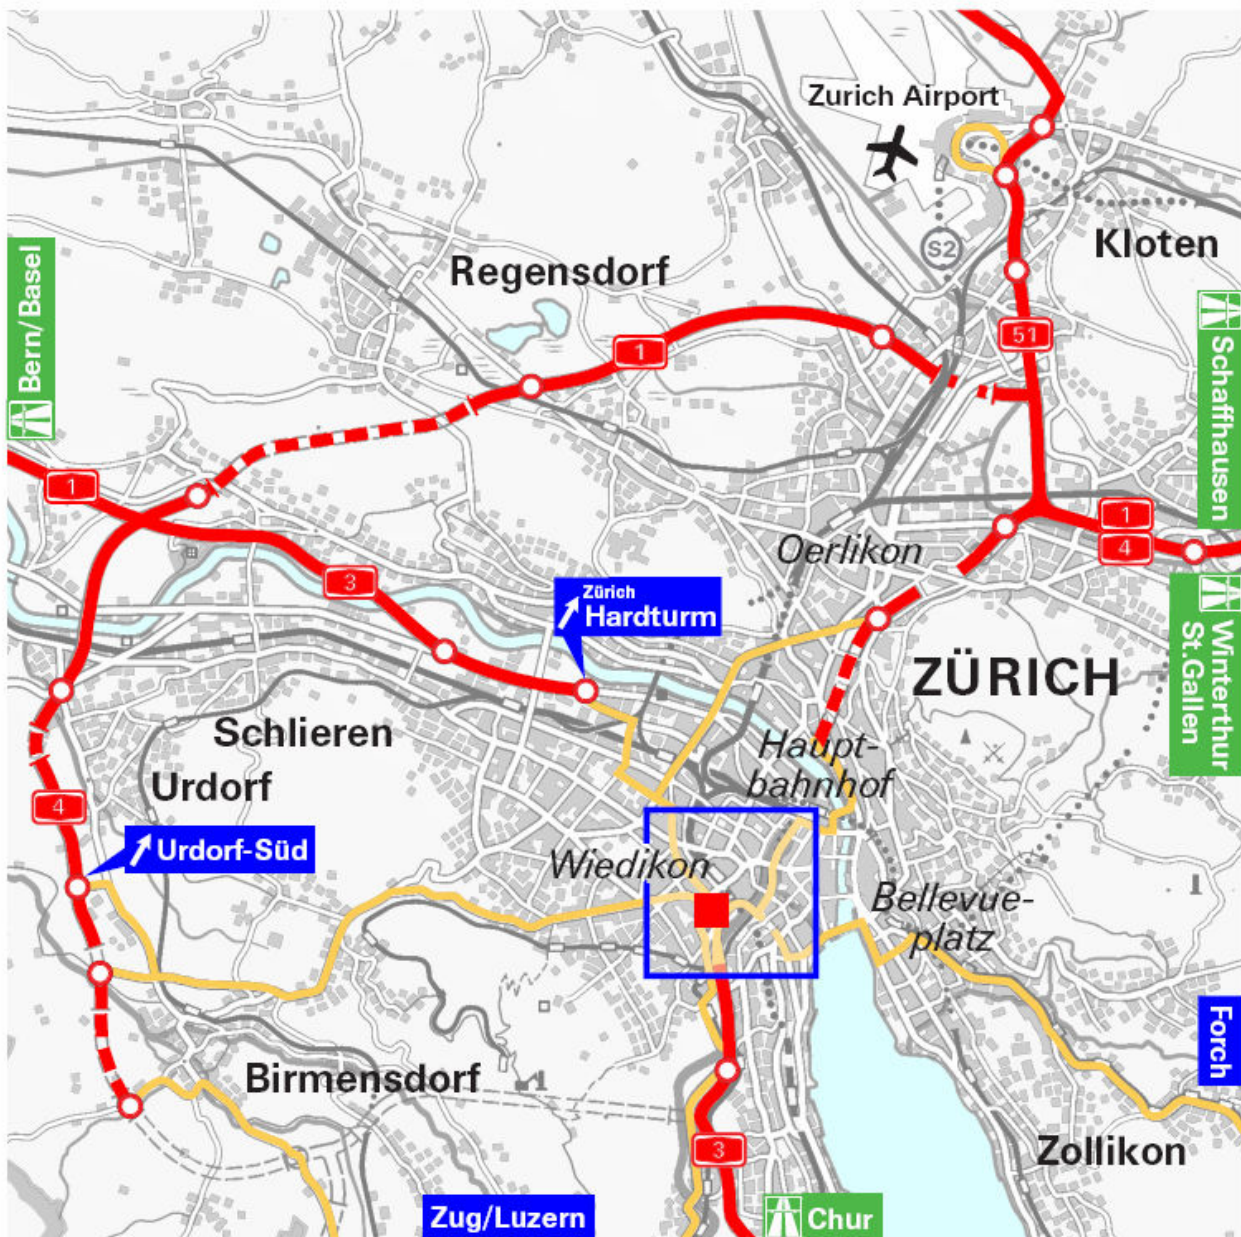 Zurich Airport
S2
Kloten
Bern/Basel
Regensdorf
1
51
Schaffhausen
1
1
4
Oerlikon
3
Zürich
Hardturm
Winterthur
St.Gallen
ZÜRICH
Schlieren
Haupt-
bahnhof
Urdorf
4
Urdorf-Süd
Wiedikon
Bellevue-
platz
Forch
Birmensdorf
3
Zollikon
Zug/Luzern
Chur